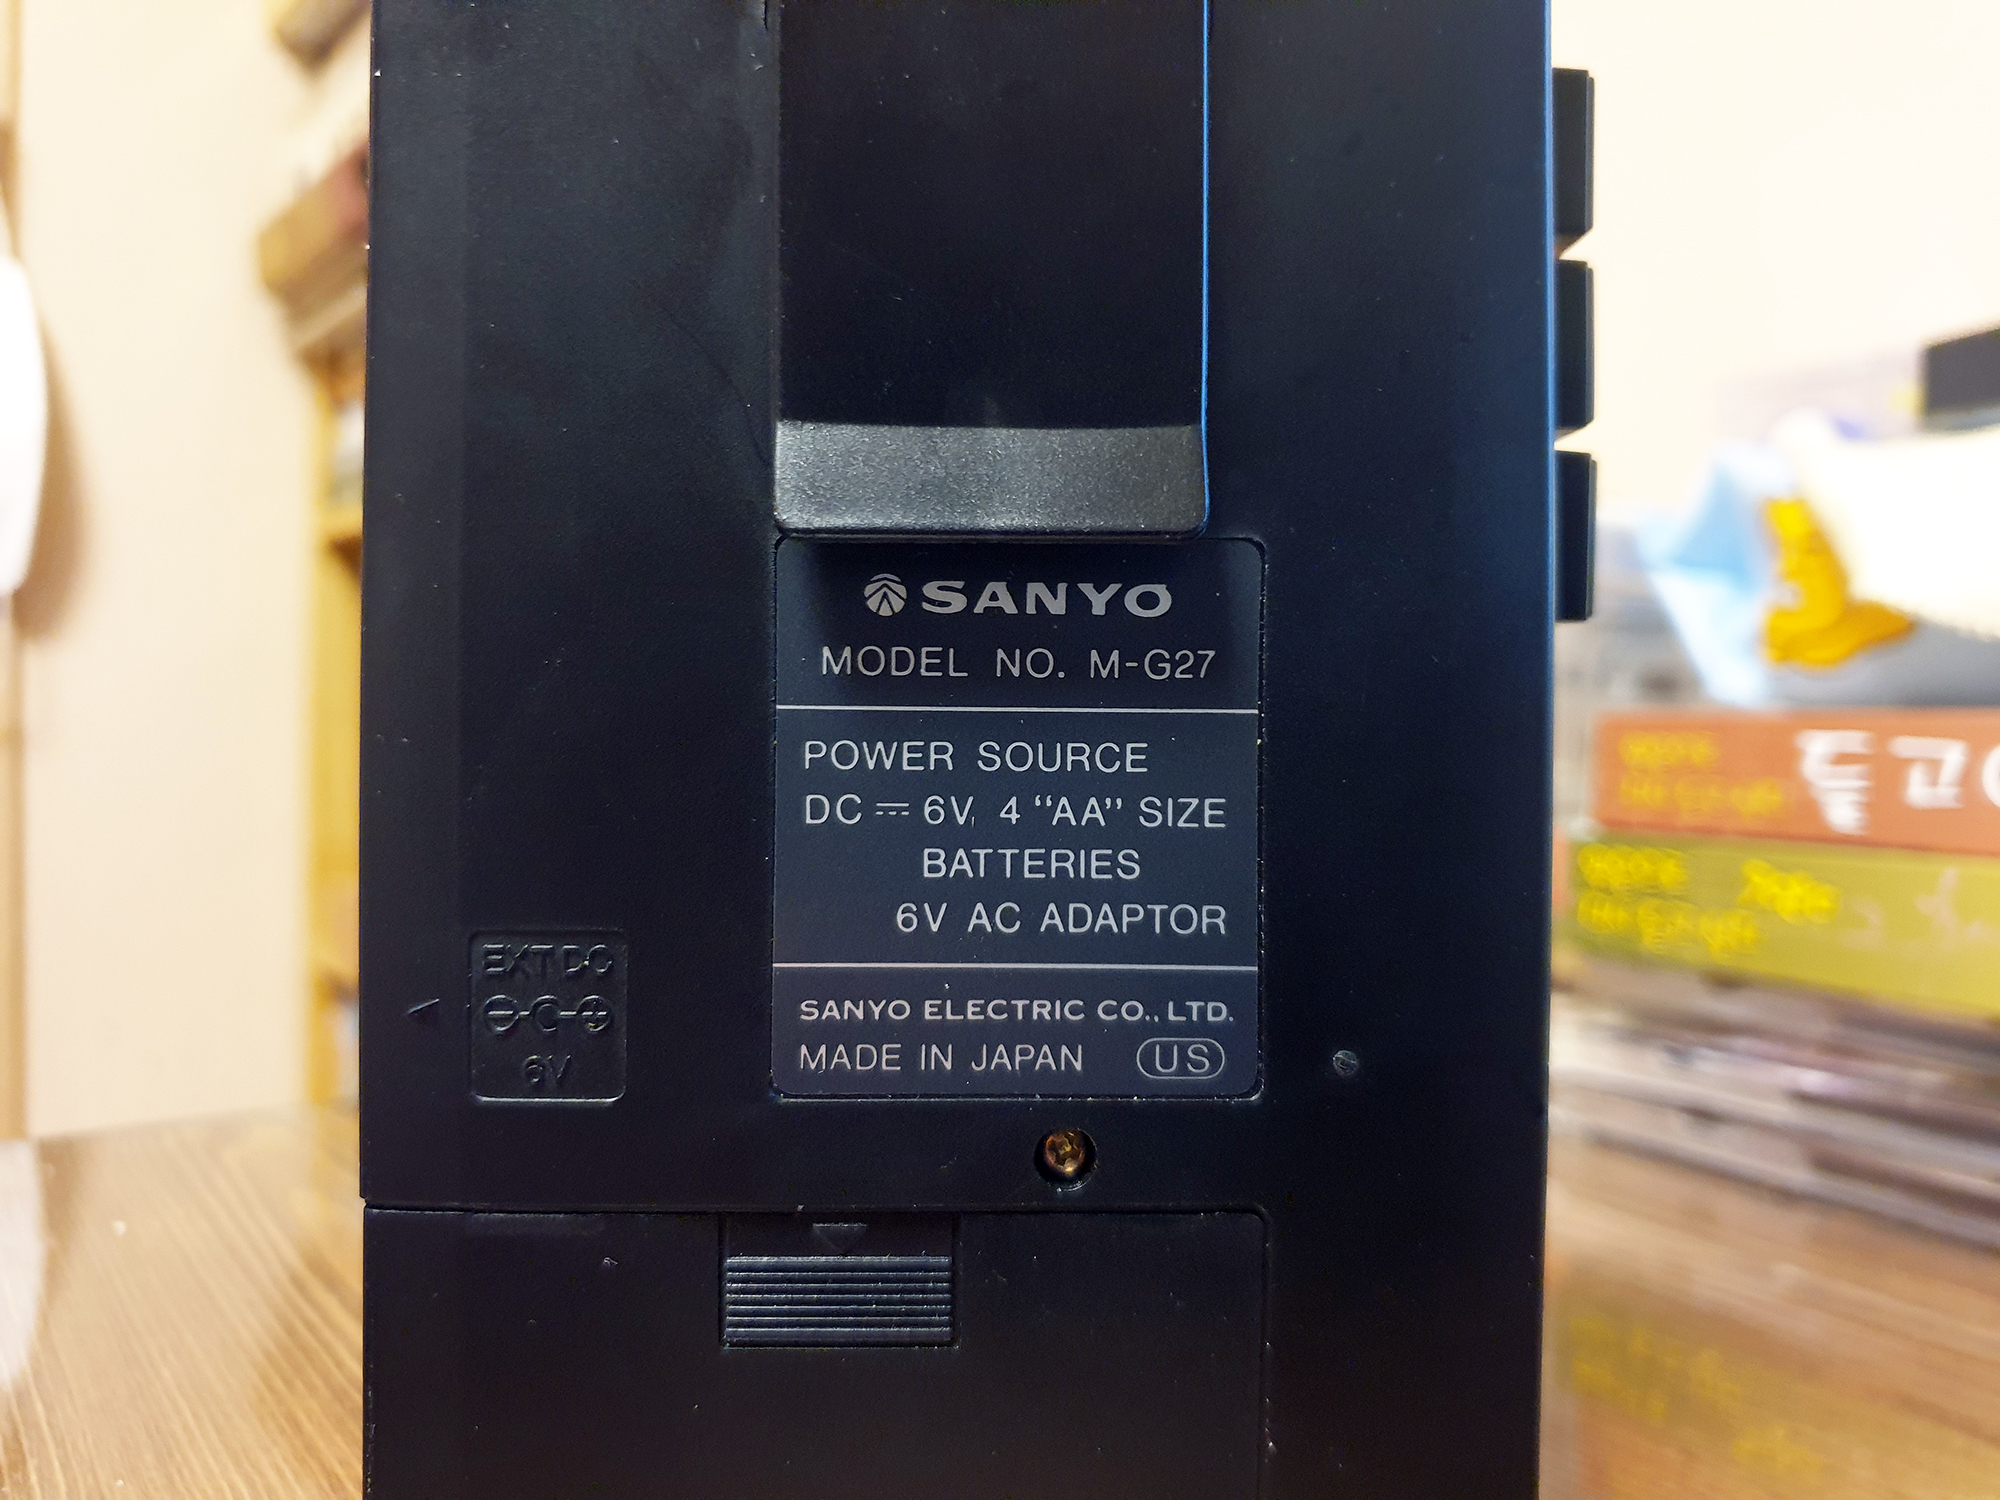 SANYO
MODEL NO. M-G27
POWER SOURCE
DC ⎓ 6V, 4 “AA” SIZE
BATTERIES
6V AC ADAPTOR
SANYO ELECTRIC CO., LTD.
MADE IN JAPAN US
EXT DC
6V